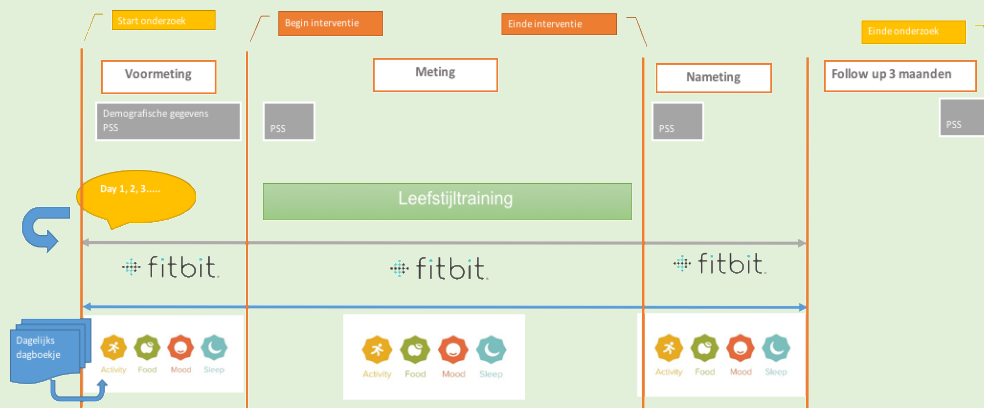 Start onderzoek
Begin interventie
Einde interventie
Einde onderzoek
Voormeting
Meting
Nameting
Follow up 3 maanden
Demografische gegevens
PSS
PSS
PSS
PSS
Day 1, 2, 3.....
Leefstijltraining
fitbit.
fitbit.
fitbit.
Dagelijks
dagboekje
Activity Food Mood Sleep
Activity Food Mood Sleep
Activity Food Mood Sleep